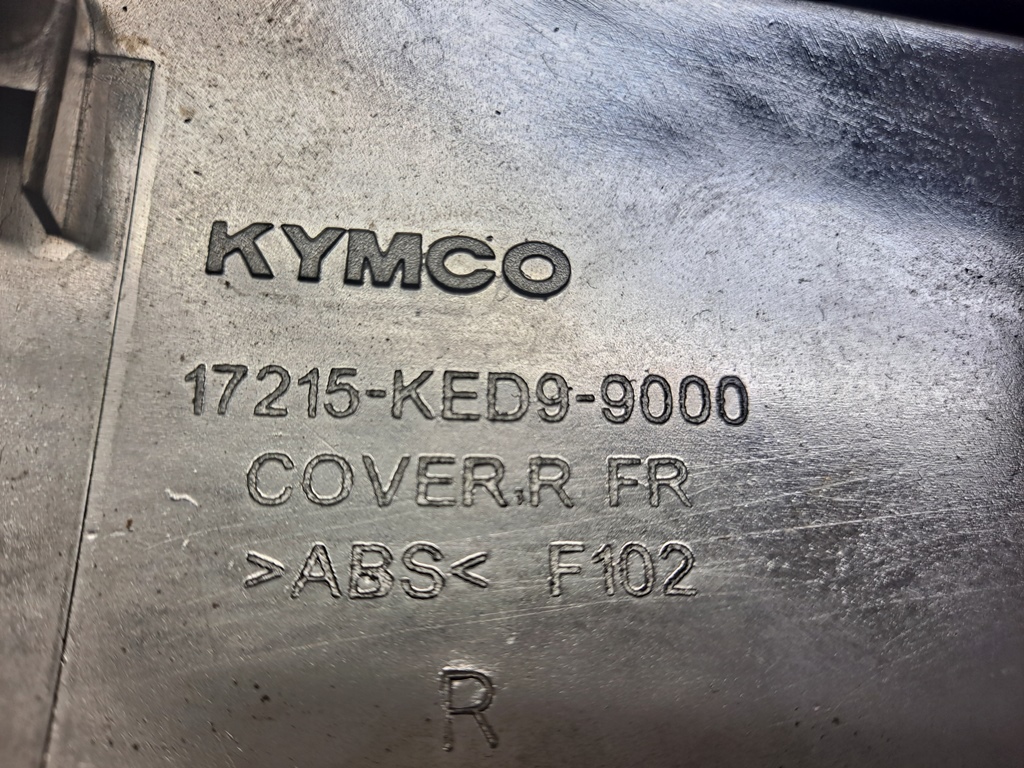 KYMCO
17215-KED9-9000
COVER,R FR
>ABS< F102
R